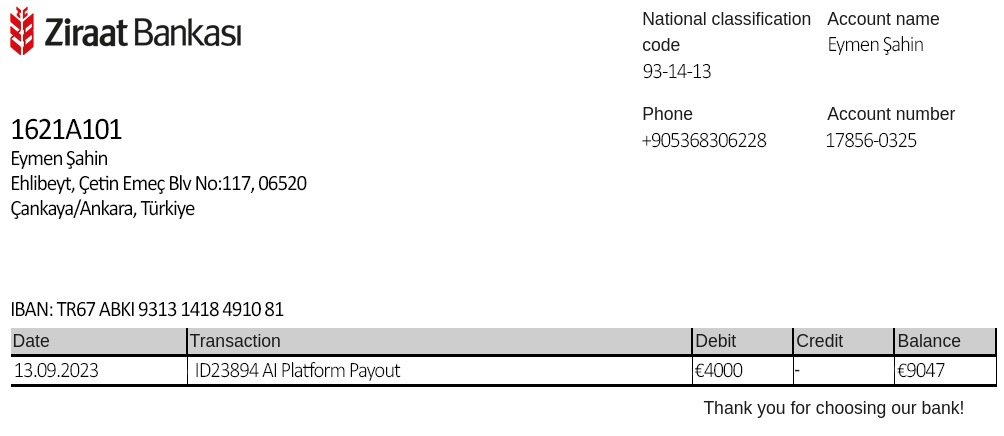 Ziraat Bankası
National classification code
93-14-13
Account name
Eymen Şahin
Phone
+905368306228
Account number
17856-0325
1621A101
Eymen Şahin
Ehlibeyt, Çetin Emeç Blv No:117, 06520
Çankaya/Ankara, Türkiye
IBAN: TR67 ABKI 9313 1418 4910 81
Date Transaction Debit Credit Balance
13.09.2023 ID23894 AI Platform Payout €4000 - €9047
Thank you for choosing our bank!